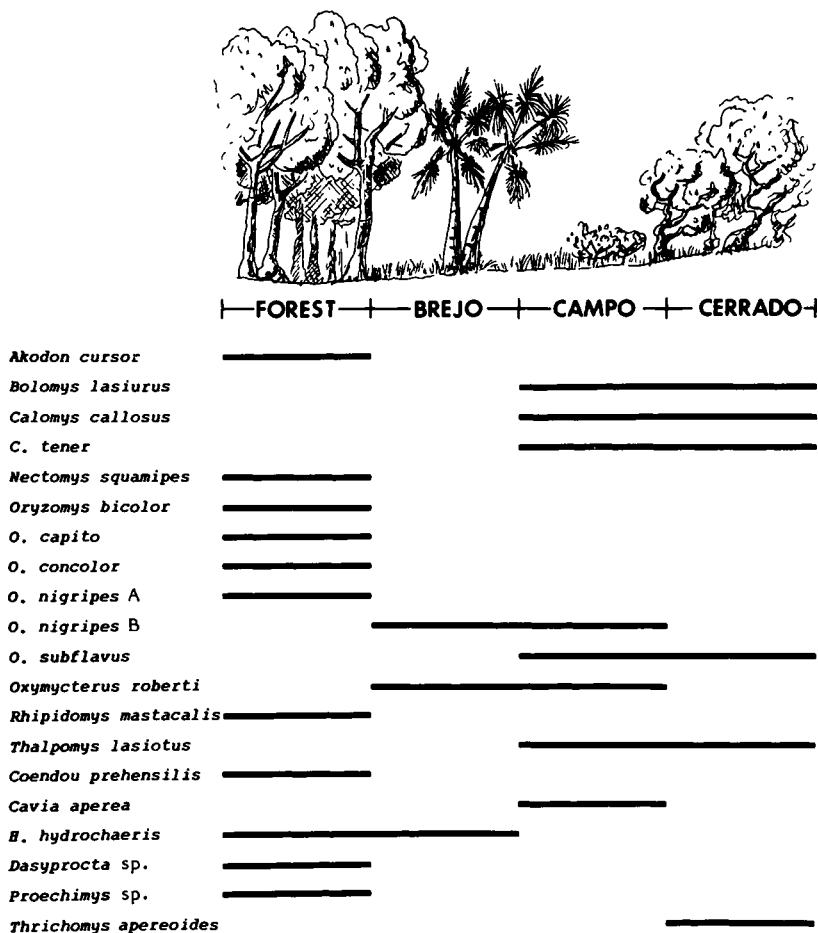 FOREST BREJO CAMPO CERRADO
Akodon cursor
Bolomys lasiurus
Calomys callosus
C. tener
Nectomys squamipes
Oryzomys bicolor
O. capito
O. concolor
O. nigripes A
O. nigripes B
O. subflavus
Oxymycterus roberti
Rhipidomys mastacalis
Thalpomys lasiotus
Coendou prehensilis
Cavia aperea
H. hydrochaeris
Dasyprocta sp.
Proechimys sp.
Thrichomys apereoides